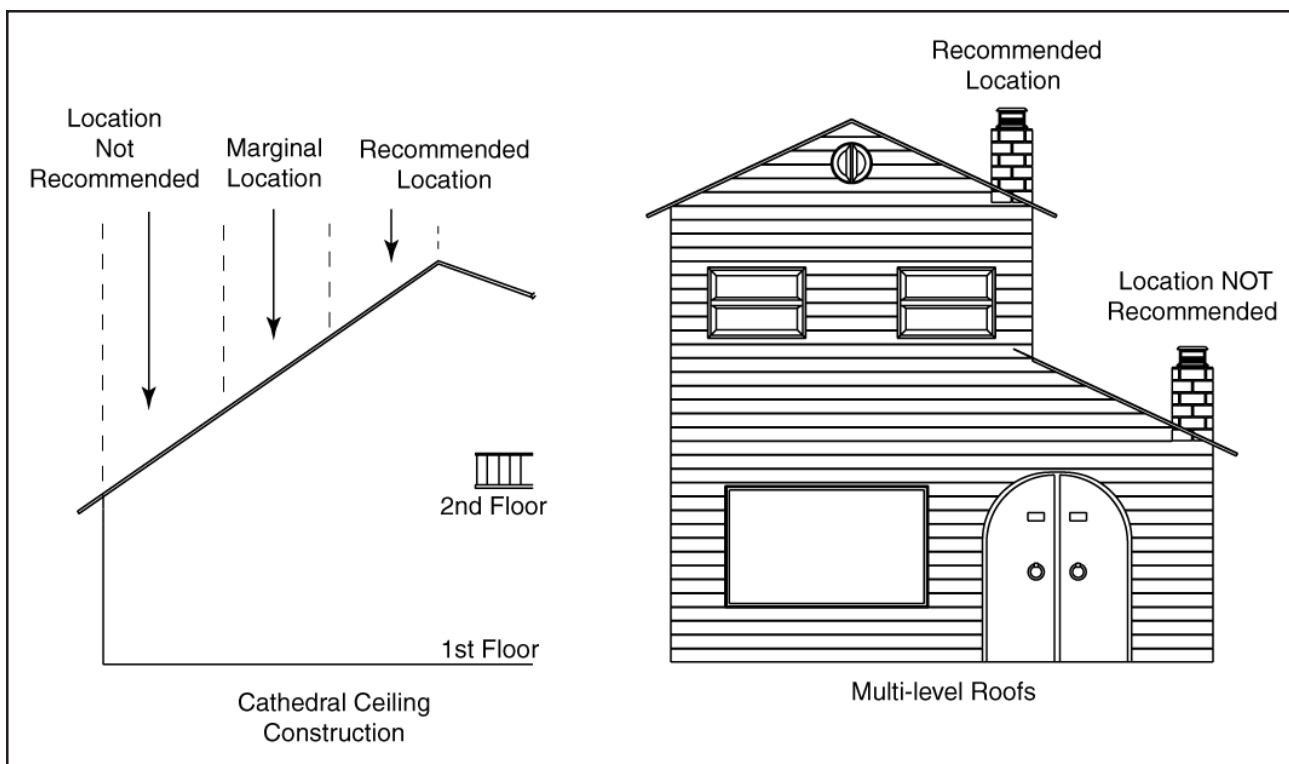 Location
Not
Recommended
Marginal
Location
Recommended
Location
2nd Floor
1st Floor
Cathedral Ceiling
Construction
Recommended
Location
Location NOT
Recommended
Multi-level Roofs